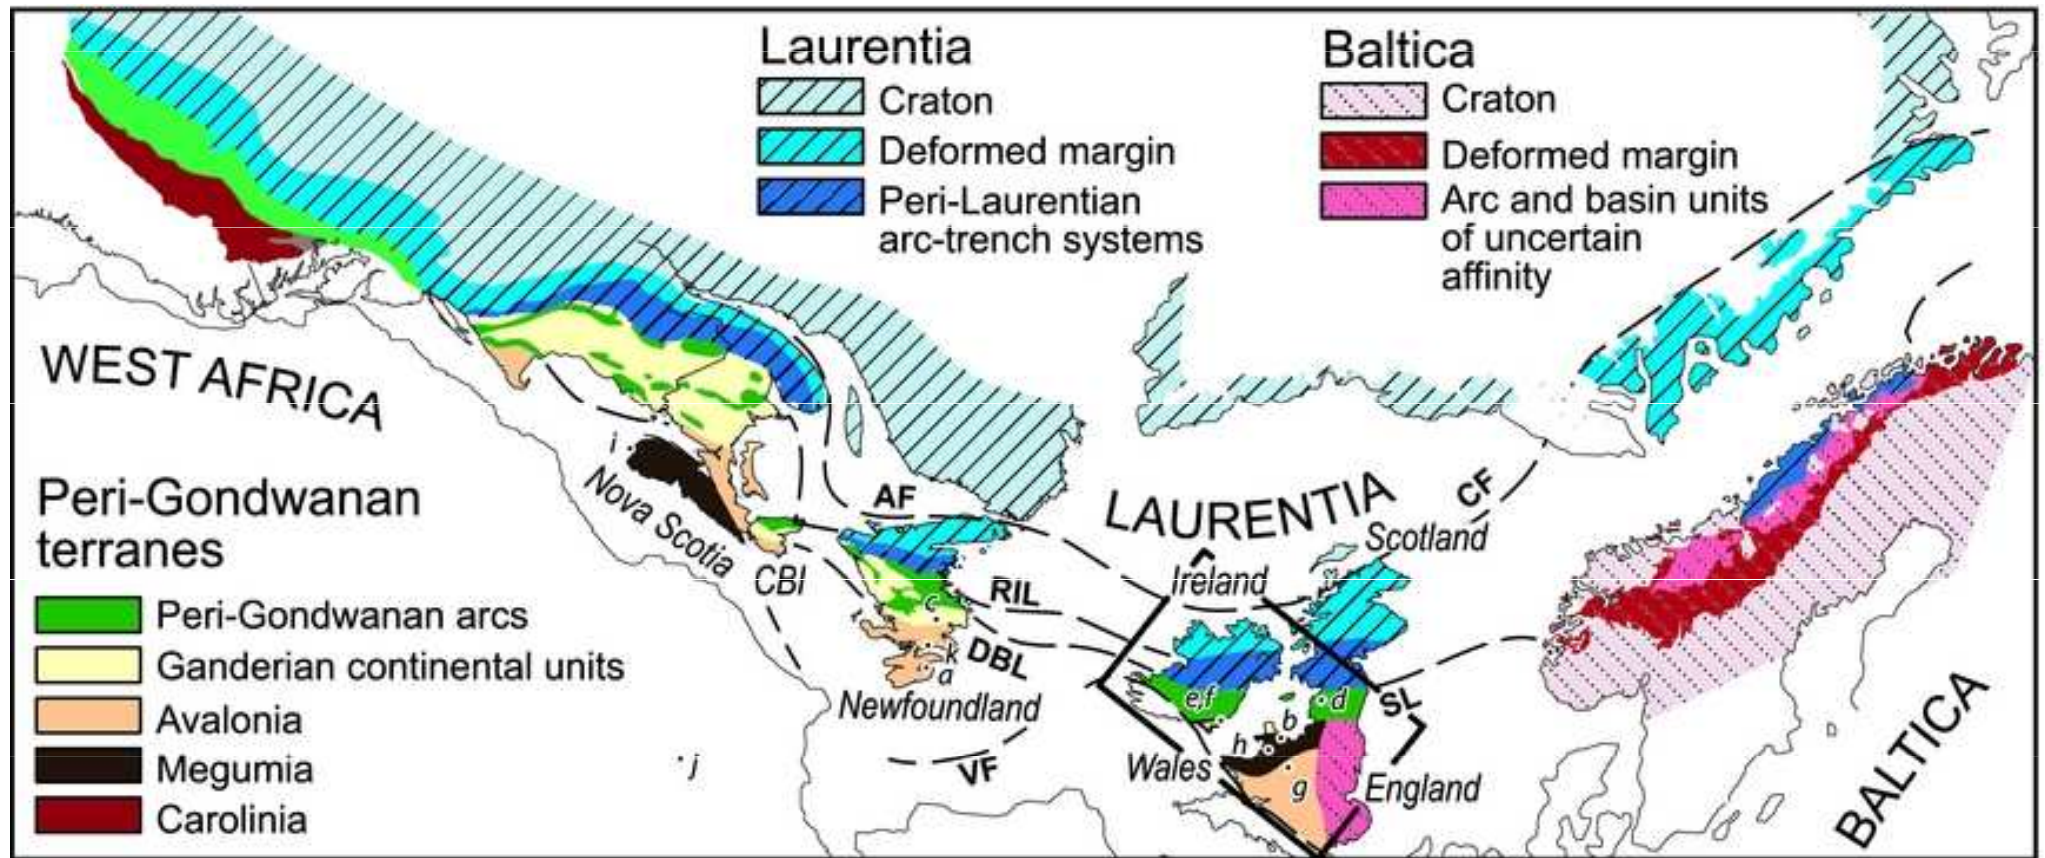 Laurentia
Craton
Deformed margin
Peri-Laurentian
arc-trench systems
Baltica
Craton
Deformed margin
Arc and basin units
of uncertain
affinity
WEST AFRICA
Peri-Gondwanan
terranes
Peri-Gondwanan arcs
Ganderian continental units
Avalonia
Megumia
Carolinia
i
Nova Scotia
CBI
AF
RIL
DBL
c
k
a
Newfoundland
VF
j
LAURENTIA
CF
Scotland
Ireland
SL
e,f
d
b
h
g
Wales
England
BALTICA